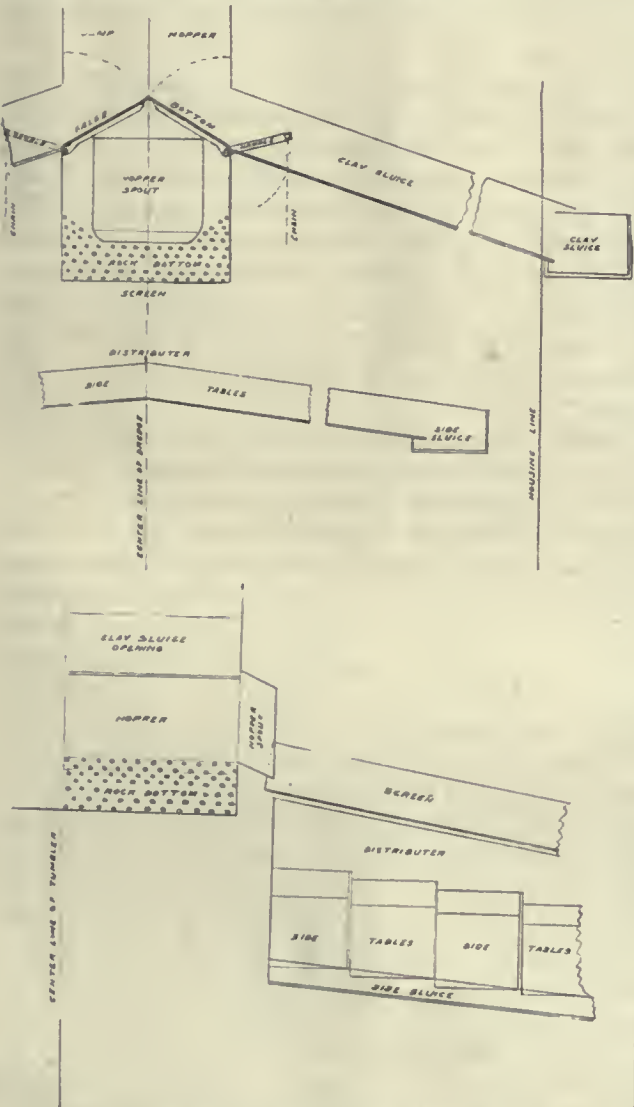 HOPPER
FALSE
BOTTOM
HANDLE
HANDLE
CHAIN
CHAIN
HOPPER
SPOUT
ROCK BOTTOM
SCREEN
CLAY SLUICE
CLAY
SLUICE
DISTRIBUTER
SIDE
TABLES
SIDE
SLUICE
CENTER LINE OF DREDGE
HOUSING LINE
CLAY SLUICE
OPENING
HOPPER
HOPPER
SPOUT
ROCK BOTTOM
SCREEN
DISTRIBUTER
SIDE
TABLES
SIDE
TABLES
SIDE SLUICE
CENTER LINE OF TUMBLER